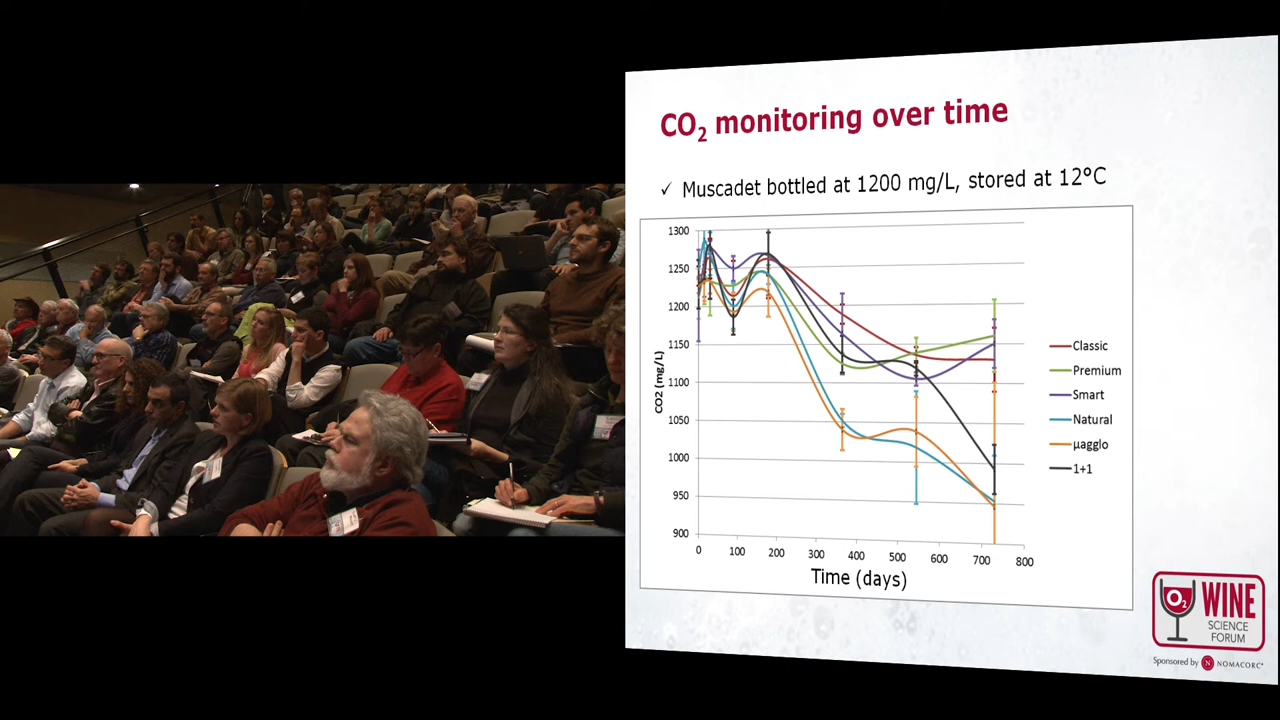 CO2 monitoring over time
✓ Muscadet bottled at 1200 mg/L, stored at 12°C
1300
1250
1200
1150
1100
1050
1000
950
900
CO2 (mg/L)
0 100 200 300 400 500 600 700 800
Time (days)
Classic
Premium
Smart
Natural
µagglo
1+1
O2
WINE
SCIENCE
FORUM
Sponsored by N NOMACORC